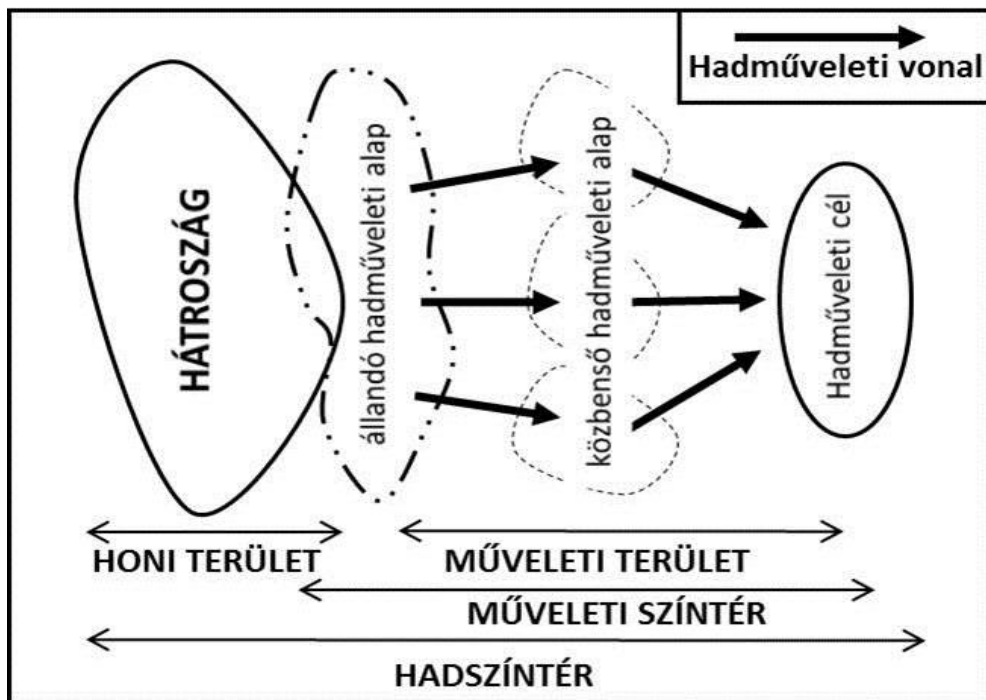 Hadműveleti vonal
HÁTROSZÁG
állandó hadműveleti alap
közbenső hadműveleti alap
Hadműveleti cél
HONI TERÜLET
MŰVELETI TERÜLET
MŰVELETI SZÍNTÉR
HADSZÍNTÉR